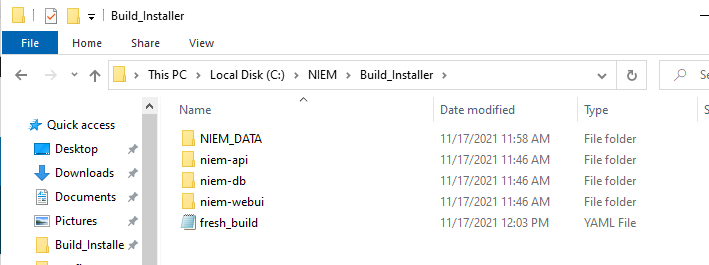 Build_Installer
File Home Share View
This PC > Local Disk (C:) > NIEM > Build_Installer >
Name Date modified Type
Quick access
Desktop
Downloads
Documents
Pictures
Build_Installe
NIEM_DATA 11/17/2021 11:58 AM File folder
niem-api 11/17/2021 11:46 AM File folder
niem-db 11/17/2021 11:46 AM File folder
niem-webui 11/17/2021 11:46 AM File folder
fresh_build 11/17/2021 12:03 PM YAML File